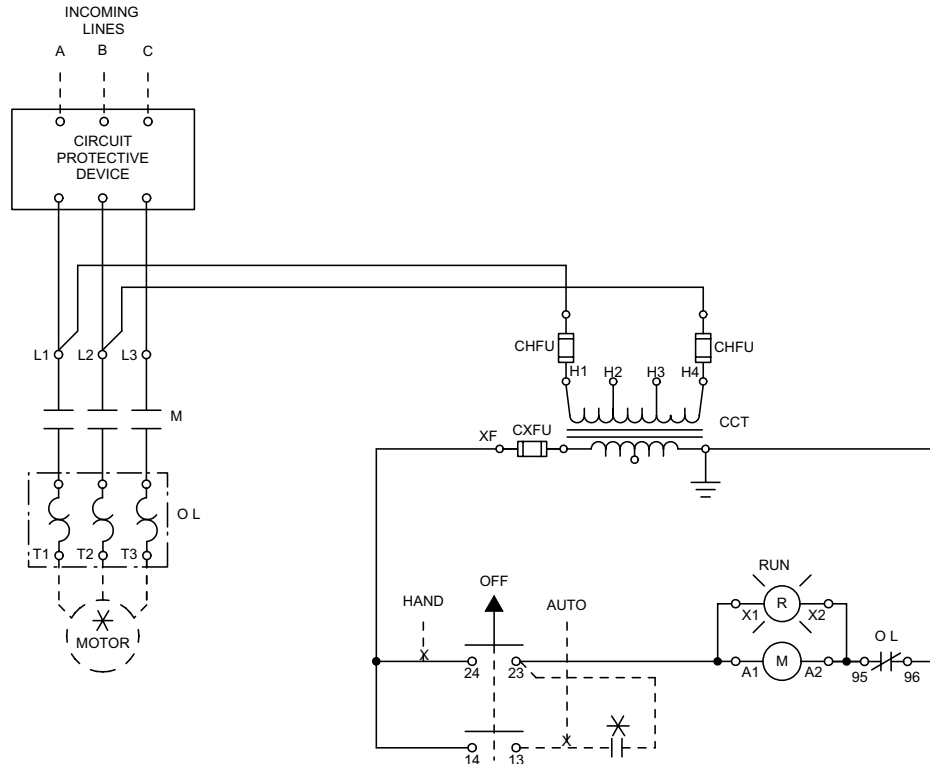 INCOMING
LINES
A B C
CIRCUIT
PROTECTIVE
DEVICE
L1 L2 L3
CHFU CHFU
H1 H2 H3 H4
M
CCT
XF CXFU
O L
T1 T2 T3
MOTOR
HAND OFF AUTO
RUN
X1 R X2
O L
24 23
A1 M A2 95 96
X
14 13
X